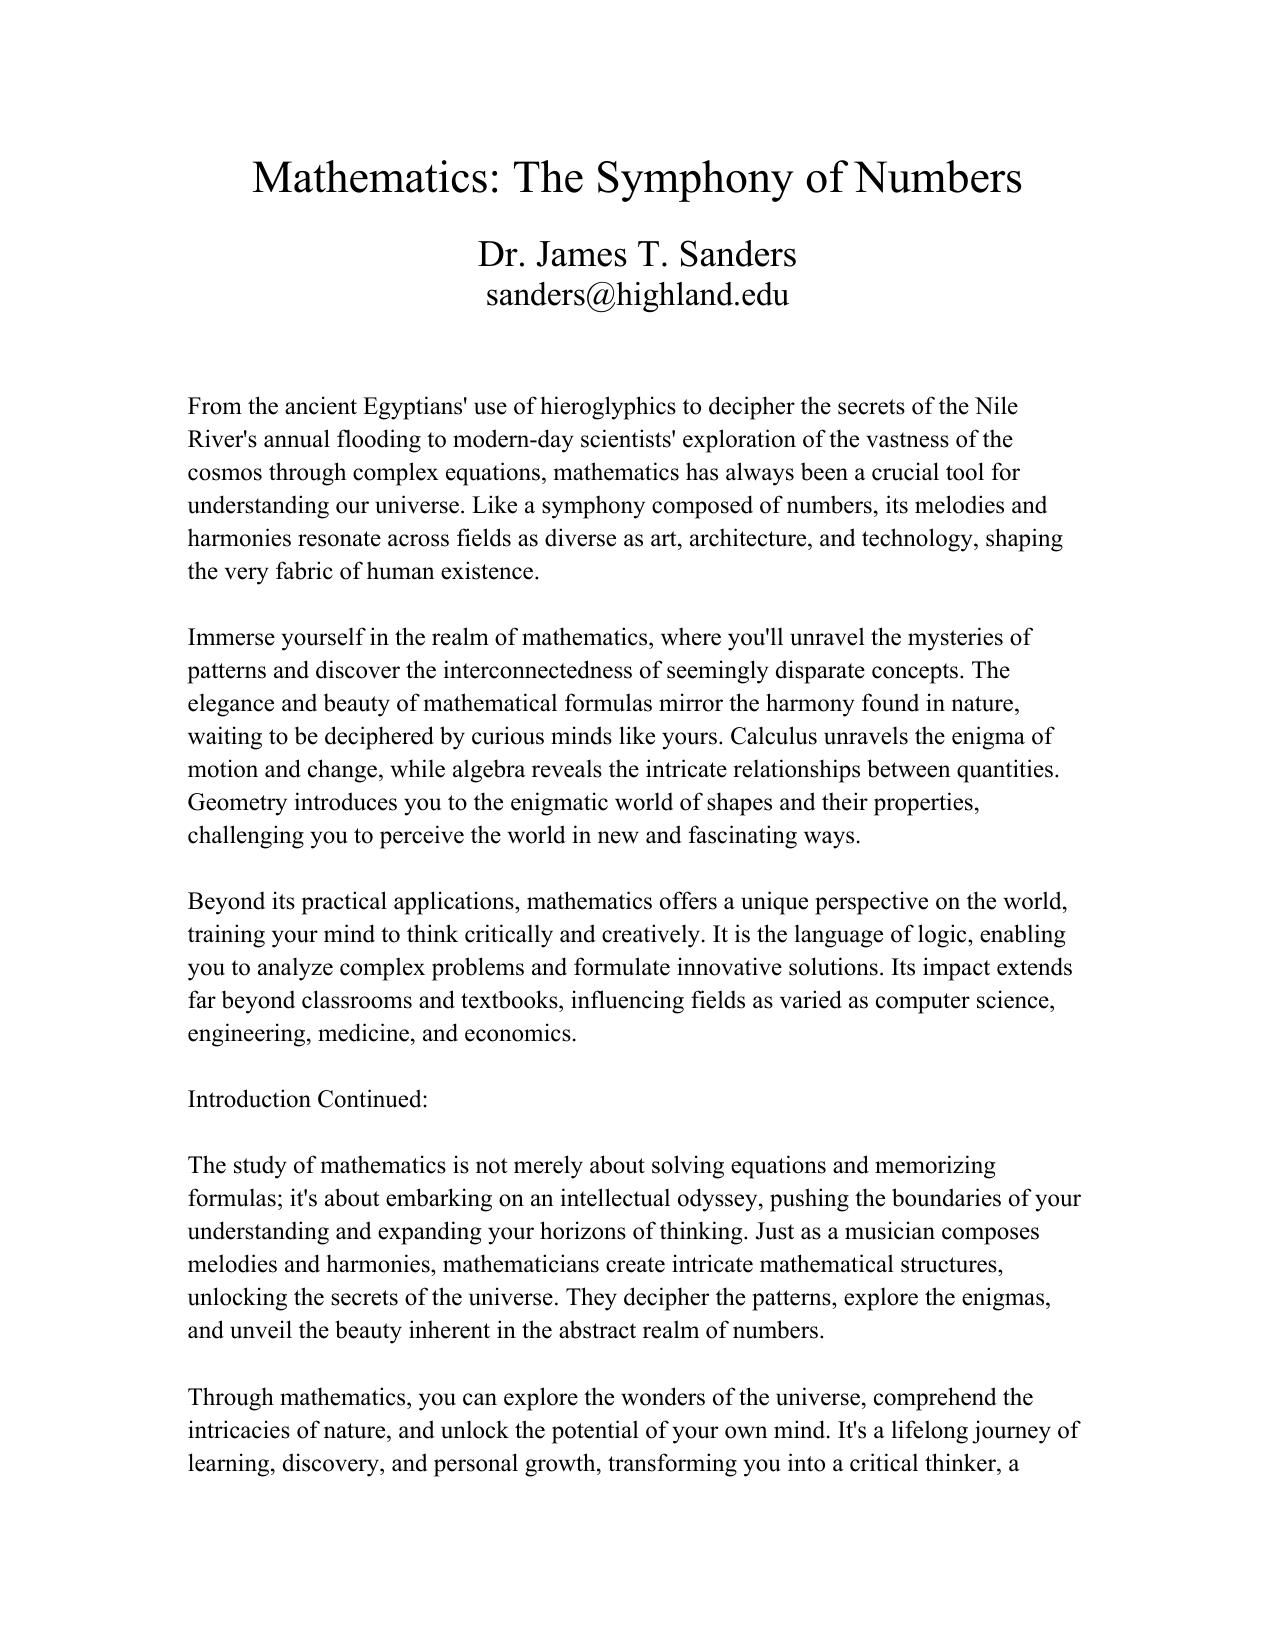 Mathematics: The Symphony of Numbers
Dr. James T. Sanders
sanders@highland.edu
From the ancient Egyptians' use of hieroglyphics to decipher the secrets of the Nile
River's annual flooding to modern-day scientists' exploration of the vastness of the
cosmos through complex equations, mathematics has always been a crucial tool for
understanding our universe. Like a symphony composed of numbers, its melodies and
harmonies resonate across fields as diverse as art, architecture, and technology, shaping
the very fabric of human existence.
Immerse yourself in the realm of mathematics, where you'll unravel the mysteries of
patterns and discover the interconnectedness of seemingly disparate concepts. The
elegance and beauty of mathematical formulas mirror the harmony found in nature,
waiting to be deciphered by curious minds like yours. Calculus unravels the enigma of
motion and change, while algebra reveals the intricate relationships between quantities.
Geometry introduces you to the enigmatic world of shapes and their properties,
challenging you to perceive the world in new and fascinating ways.
Beyond its practical applications, mathematics offers a unique perspective on the world,
training your mind to think critically and creatively. It is the language of logic, enabling
you to analyze complex problems and formulate innovative solutions. Its impact extends
far beyond classrooms and textbooks, influencing fields as varied as computer science,
engineering, medicine, and economics.
Introduction Continued:
The study of mathematics is not merely about solving equations and memorizing
formulas; it's about embarking on an intellectual odyssey, pushing the boundaries of your
understanding and expanding your horizons of thinking. Just as a musician composes
melodies and harmonies, mathematicians create intricate mathematical structures,
unlocking the secrets of the universe. They decipher the patterns, explore the enigmas,
and unveil the beauty inherent in the abstract realm of numbers.
Through mathematics, you can explore the wonders of the universe, comprehend the
intricacies of nature, and unlock the potential of your own mind. It's a lifelong journey of
learning, discovery, and personal growth, transforming you into a critical thinker, a